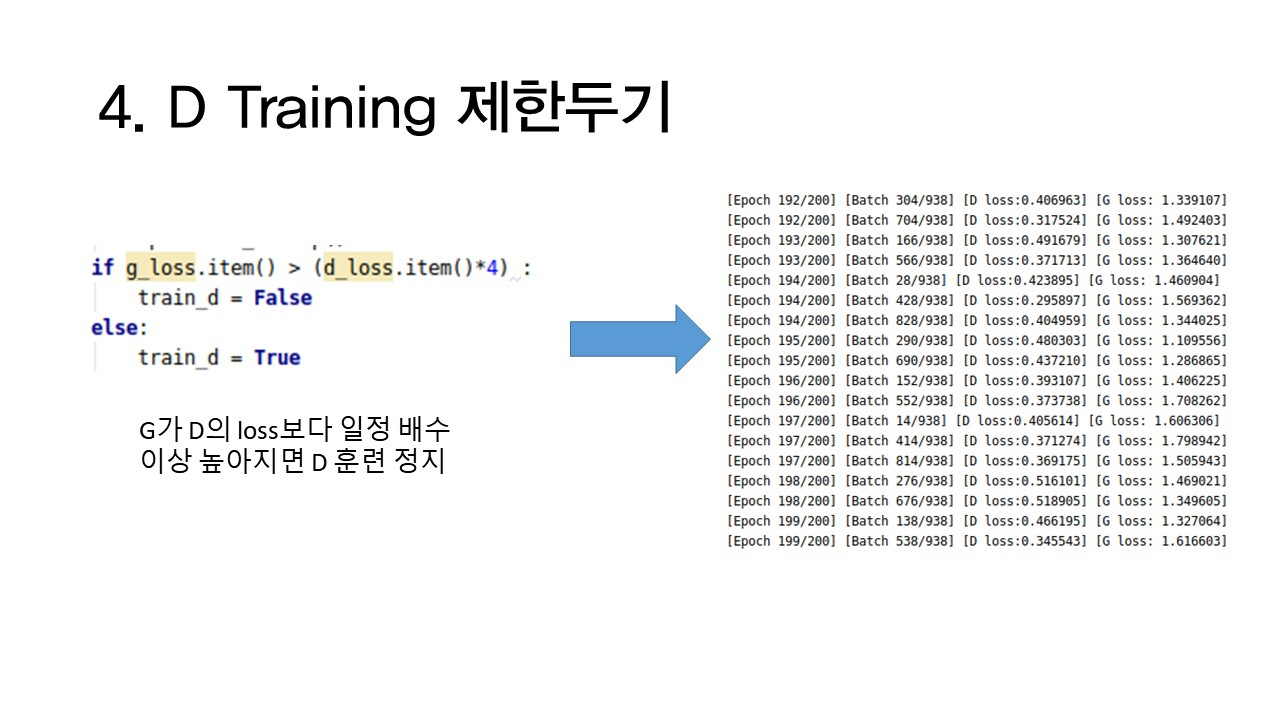 4. D Training 제한두기
if g_loss.item() > (d_loss.item()*4) :
train_d = False
else:
train_d = True
G가 D의 loss보다 일정 배수
이상 높아지면 D 훈련 정지
[Epoch 192/200] [Batch 304/938] [D loss:0.406963] [G loss: 1.339107]
[Epoch 192/200] [Batch 704/938] [D loss:0.317524] [G loss: 1.492403]
[Epoch 193/200] [Batch 166/938] [D loss:0.491679] [G loss: 1.307621]
[Epoch 193/200] [Batch 566/938] [D loss:0.371713] [G loss: 1.364640]
[Epoch 194/200] [Batch 28/938] [D loss:0.423895] [G loss: 1.460904]
[Epoch 194/200] [Batch 428/938] [D loss:0.295897] [G loss: 1.569362]
[Epoch 194/200] [Batch 828/938] [D loss:0.404959] [G loss: 1.344025]
[Epoch 195/200] [Batch 290/938] [D loss:0.480303] [G loss: 1.109556]
[Epoch 195/200] [Batch 690/938] [D loss:0.437210] [G loss: 1.286865]
[Epoch 196/200] [Batch 152/938] [D loss:0.393107] [G loss: 1.406225]
[Epoch 196/200] [Batch 552/938] [D loss:0.373738] [G loss: 1.708262]
[Epoch 197/200] [Batch 14/938] [D loss:0.405614] [G loss: 1.606306]
[Epoch 197/200] [Batch 414/938] [D loss:0.371274] [G loss: 1.798942]
[Epoch 197/200] [Batch 814/938] [D loss:0.369175] [G loss: 1.505943]
[Epoch 198/200] [Batch 276/938] [D loss:0.516101] [G loss: 1.469021]
[Epoch 198/200] [Batch 676/938] [D loss:0.518905] [G loss: 1.349605]
[Epoch 199/200] [Batch 138/938] [D loss:0.466195] [G loss: 1.327064]
[Epoch 199/200] [Batch 538/938] [D loss:0.345543] [G loss: 1.616603]